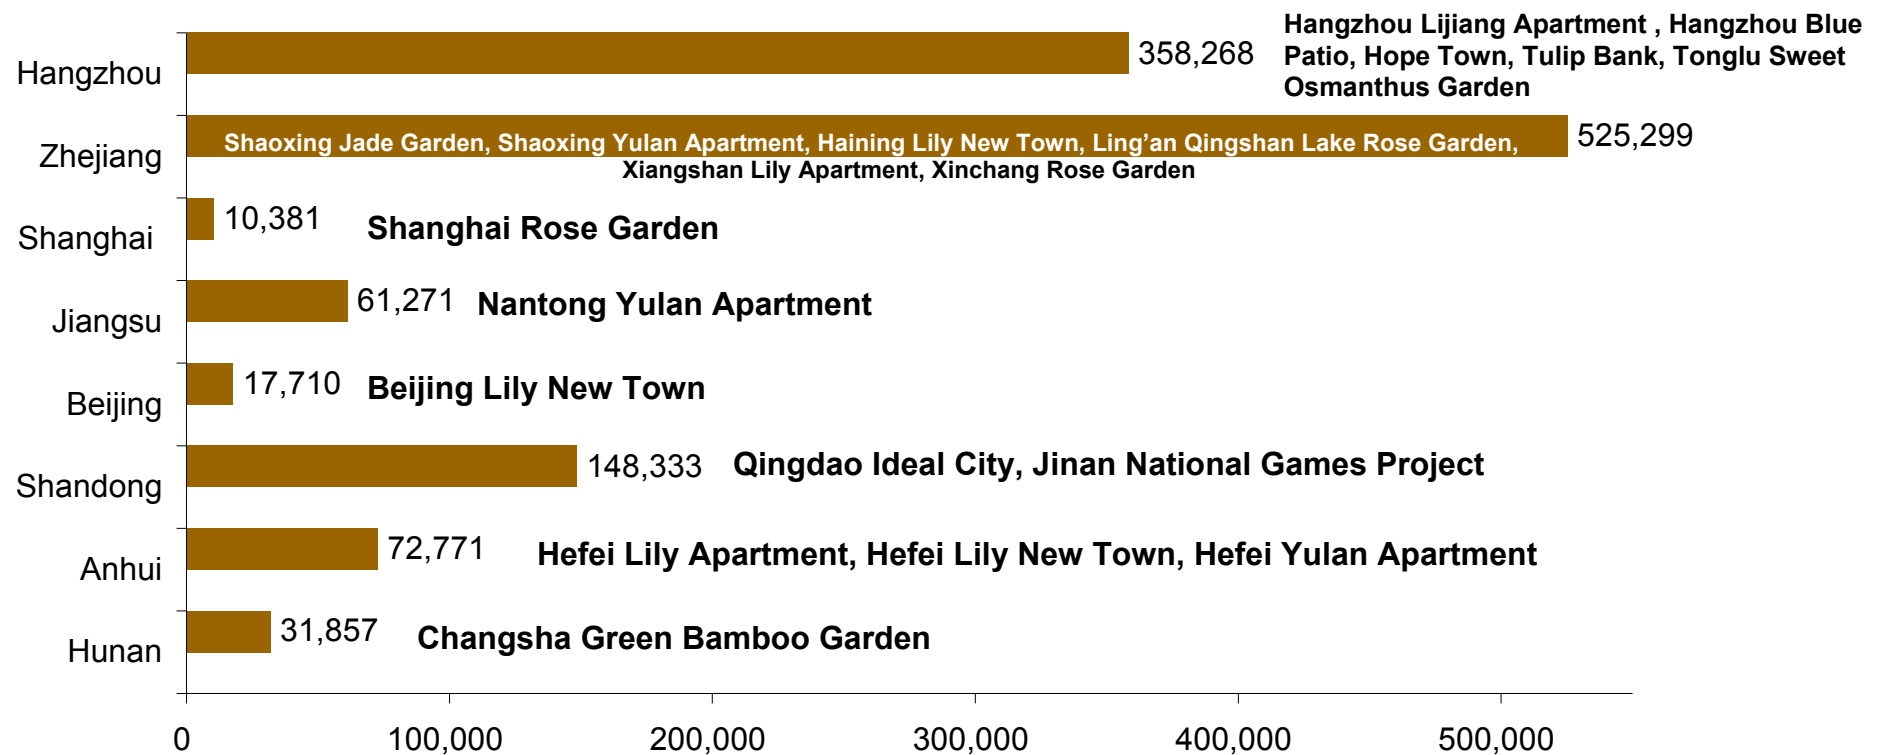 Hangzhou
358,268
Hangzhou Lijiang Apartment , Hangzhou Blue
Patio, Hope Town, Tulip Bank, Tonglu Sweet
Osmanthus Garden
Zhejiang
Shaoxing Jade Garden, Shaoxing Yulan Apartment, Haining Lily New Town, Ling’an Qingshan Lake Rose Garden,
Xiangshan Lily Apartment, Xinchang Rose Garden
525,299
Shanghai
10,381
Shanghai Rose Garden
Jiangsu
61,271
Nantong Yulan Apartment
Beijing
17,710
Beijing Lily New Town
Shandong
148,333
Qingdao Ideal City, Jinan National Games Project
Anhui
72,771
Hefei Lily Apartment, Hefei Lily New Town, Hefei Yulan Apartment
Hunan
31,857
Changsha Green Bamboo Garden
0 100,000 200,000 300,000 400,000 500,000